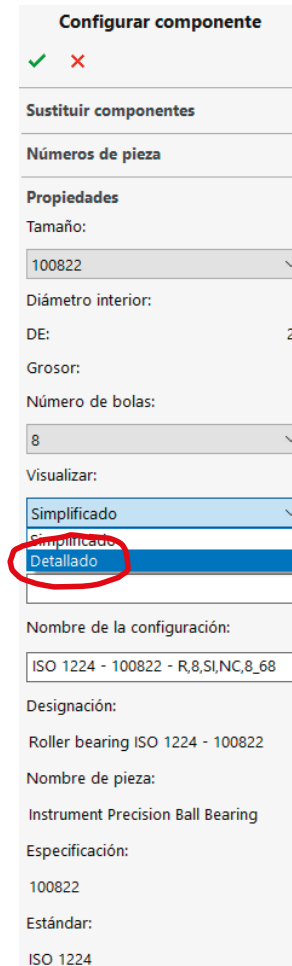 Configurar componente
Sustituir componentes
Números de pieza
Propiedades
Tamaño:
100822
Diámetro interior:
DE: 2
Grosor:
Número de bolas:
8
Visualizar:
Simplificado
Simplificado
Detallado
Nombre de la configuración:
ISO 1224 - 100822 - R,8,SI,NC,8_68
Designación:
Roller bearing ISO 1224 - 100822
Nombre de pieza:
Instrument Precision Ball Bearing
Especificación:
100822
Estándar:
ISO 1224